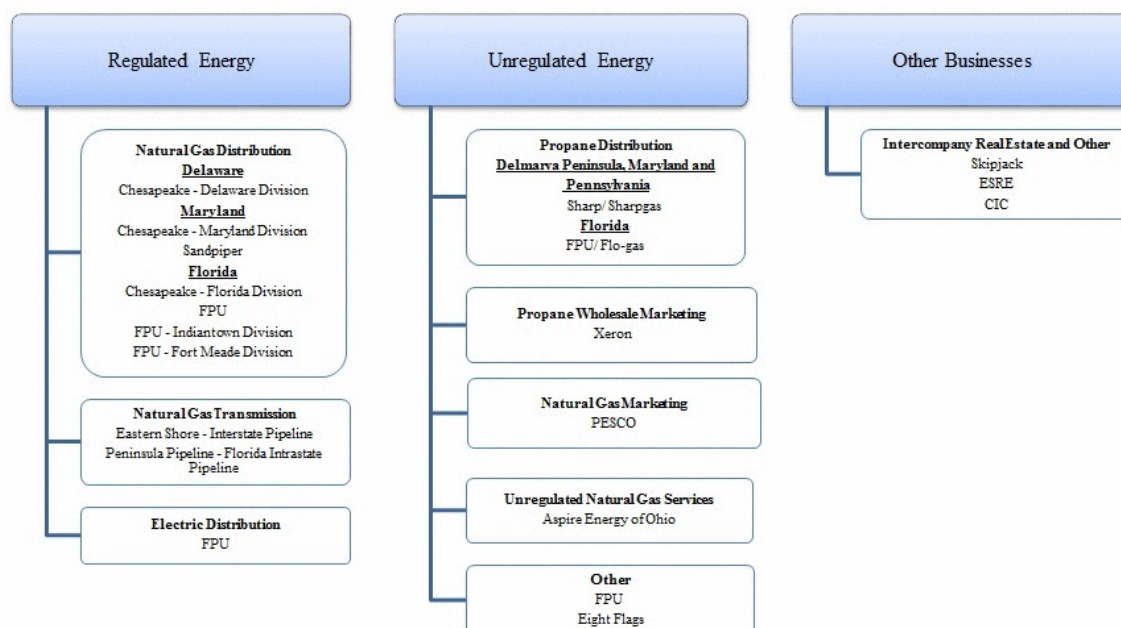 Regulated Energy
Natural Gas Distribution
Delaware
Chesapeake - Delaware Division
Maryland
Chesapeake - Maryland Division
Sandpiper
Florida
Chesapeake - Florida Division
FPU
FPU - Indiantown Division
FPU - Fort Meade Division
Natural Gas Transmission
Eastern Shore - Interstate Pipeline
Peninsula Pipeline - Florida Intrastate
Pipeline
Electric Distribution
FPU
Unregulated Energy
Propane Distribution
Delmarva Peninsula, Maryland and
Pennsylvania
Sharp/ Sharpgas
Florida
FPU/ Flo-gas
Propane Wholesale Marketing
Xeron
Natural Gas Marketing
PESCO
Unregulated Natural Gas Services
Aspire Energy of Ohio
Other
FPU
Eight Flags
Other Businesses
Intercompany Real Estate and Other
Skipjack
ESRE
CIC